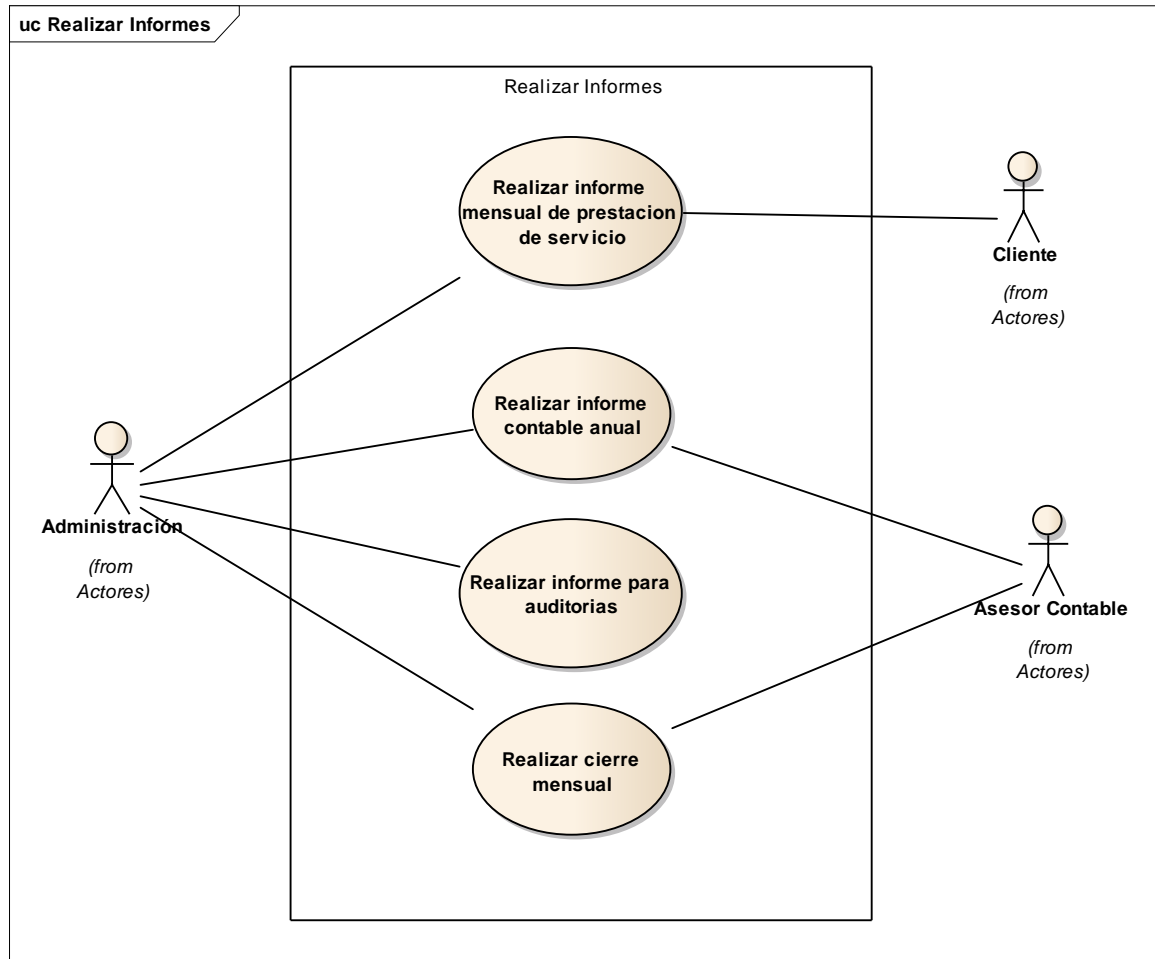 uc Realizar Informes
Realizar Informes
Realizar informe
mensual de prestacion
de servicio
Cliente
(from
Actores)
Realizar informe
contable anual
Administración
(from
Actores)
Realizar informe para
auditorias
Asesor Contable
(from
Actores)
Realizar cierre
mensual